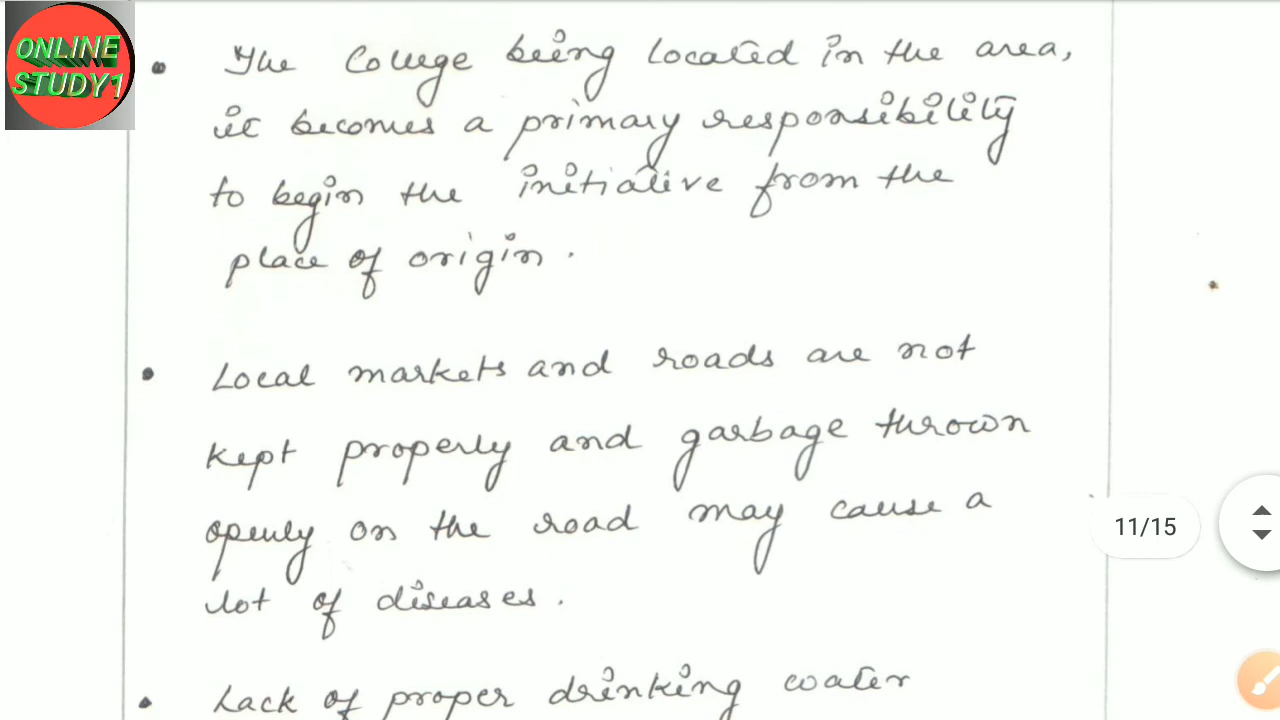 ONLINE
STUDY1
• The College being located in the area,
it becomes a primary responsibility
to begin the initiative from the
place of origin.
• Local markets and roads are not
kept properly and garbage thrown
openly on the road may cause a
lot of diseases.
11/15
• Lack of proper drinking water